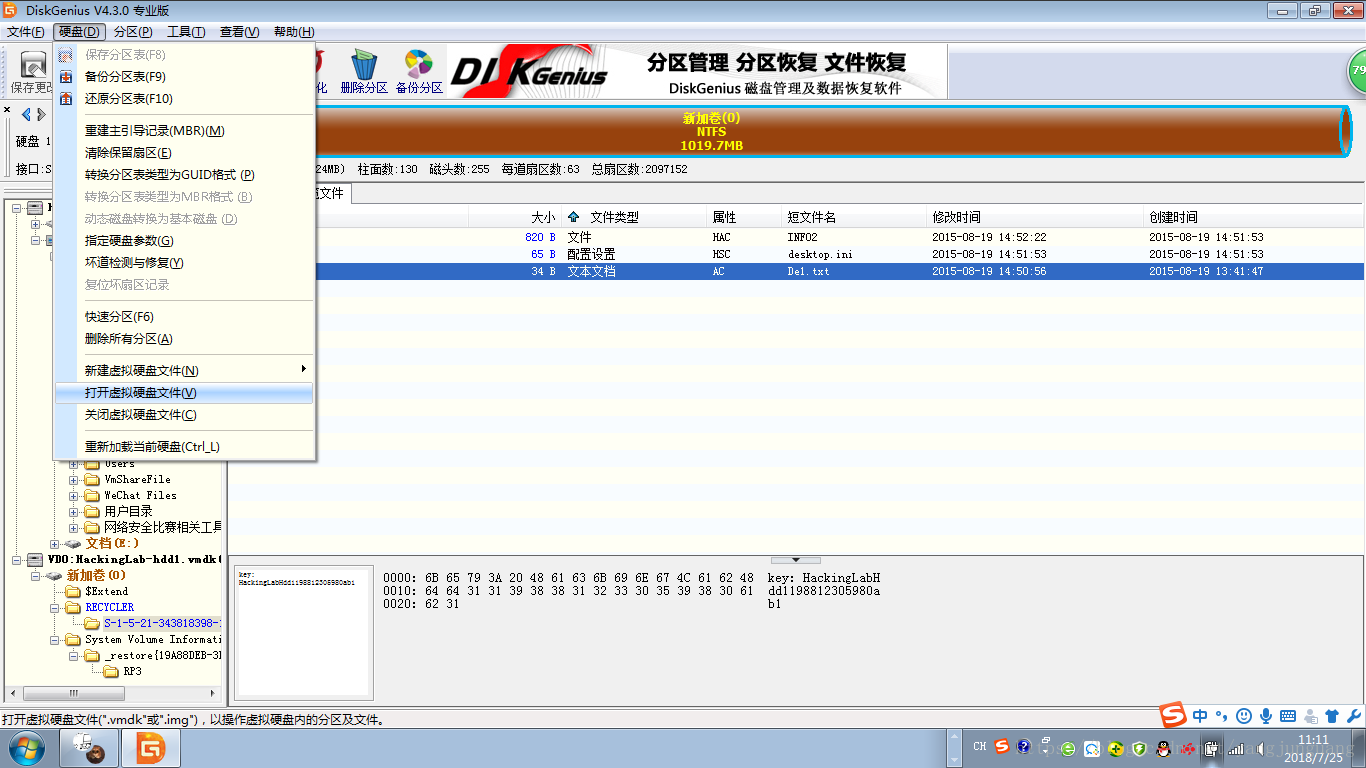 DiskGenius V4.3.0 专业版
文件(F) 硬盘(D) 分区(P) 工具(T) 查看(V) 帮助(H)
保存更改
删除分区 备份分区
DISKGENIUS
分区管理 分区恢复 文件恢复
DiskGenius 磁盘管理及数据恢复软件
79
保存分区表(F8)
备份分区表(F9)
还原分区表(F10)
重建主引导记录(MBR)(M)
清除保留扇区(E)
转换分区表类型为GUID格式 (P)
转换分区表类型为MBR格式 (B)
动态磁盘转换为基本磁盘 (D)
指定硬盘参数(G)
坏道检测与修复(Y)
复位坏扇区记录
快速分区(F6)
删除所有分区(A)
新建虚拟硬盘文件(N)
打开虚拟硬盘文件(V)
关闭虚拟硬盘文件(C)
重新加载当前硬盘(Ctrl_L)
硬盘 1
新加卷(0)
NTFS
1019.7MB
接口:S
24MB) 柱面数:130 磁头数:255 每道扇区数:63 总扇区数:2097152
文件
大小 文件类型 属性 短文件名 修改时间 创建时间
820 B 文件 HAC INFO2 2015-08-19 14:52:22 2015-08-19 14:51:53
65 B 配置设置 HSC desktop.ini 2015-08-19 14:51:53 2015-08-19 14:51:53
34 B 文本文档 AC De1.txt 2015-08-19 14:50:56 2015-08-19 13:41:47
Users
VmShareFile
WeChat Files
用户目录
网络安全比赛相关工具
文档(E:)
VD0:HackingLab-hdd1.vmdk(
新加卷(0)
$Extend
RECYCLER
S-1-5-21-343818398-
System Volume Informati
_restore{19A88DEB-3
RP3
key:
HackingLabHdd1198812305980ab1
0000: 6B 65 79 3A 20 48 61 63 6B 69 6E 67 4C 61 62 48 key: HackingLabH
0010: 64 64 31 31 39 38 38 31 32 33 30 35 39 38 30 61 dd1198812305980a
0020: 62 31 b1
打开虚拟硬盘文件(".vmdk"或".img")，以操作虚拟硬盘内的分区及文件。
中
CH
11:11
2018/7/25